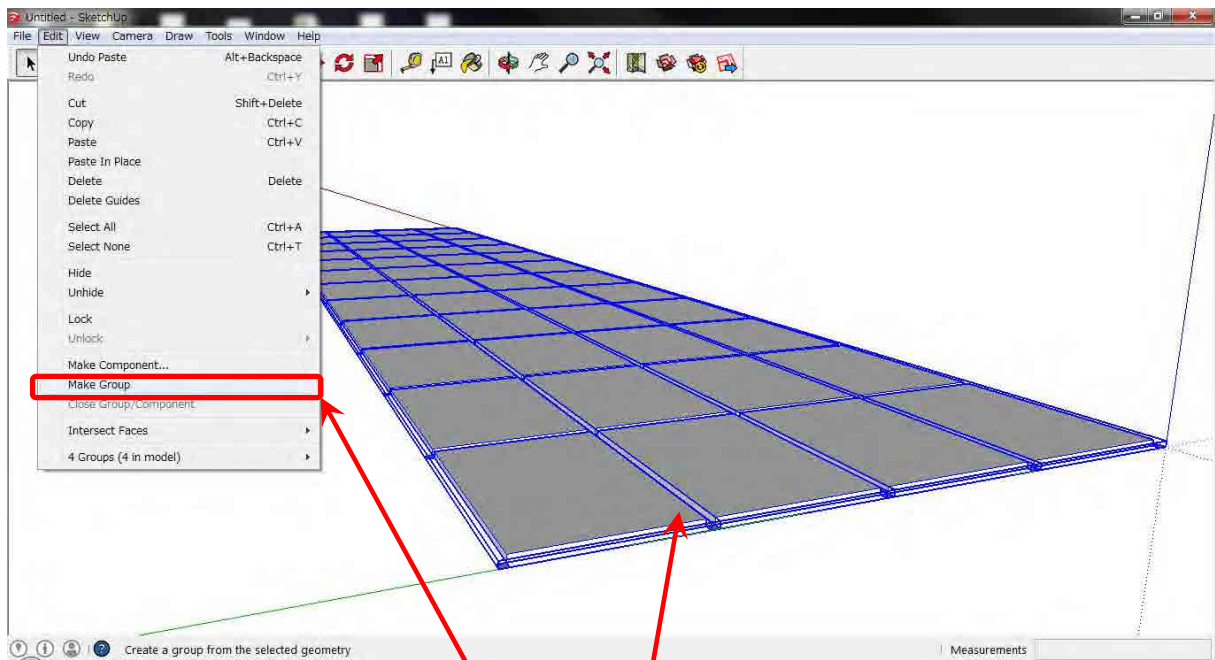 Untitled - SketchUp
File Edit View Camera Draw Tools Window Help
Undo Paste Alt+Backspace
Redo Ctrl+Y
Cut Shift+Delete
Copy Ctrl+C
Paste Ctrl+V
Paste In Place
Delete Delete
Delete Guides
Select All Ctrl+A
Select None Ctrl+T
Hide
Unhide
Lock
Unlock
Make Component...
Make Group
Close Group/Component
Intersect Faces
4 Groups (4 in model)
A1
Create a group from the selected geometry
Measurements